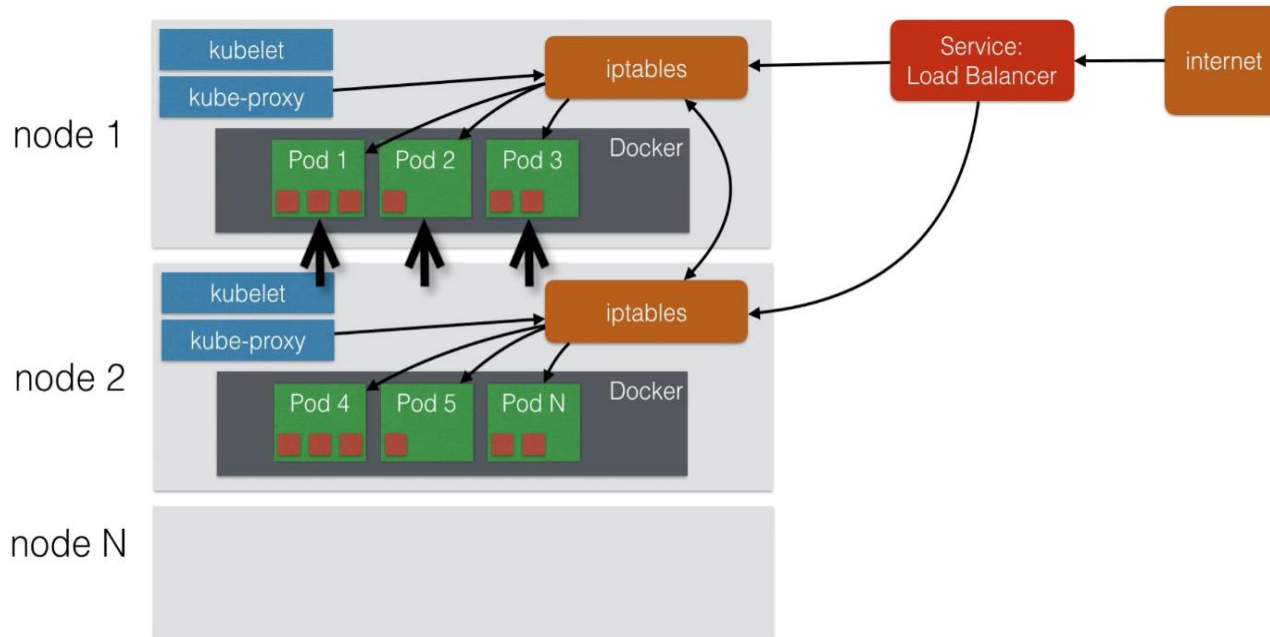 kubelet
kube-proxy
iptables
Service:
Load Balancer
internet
node 1
Docker
Pod 1
Pod 2
Pod 3
kubelet
kube-proxy
iptables
node 2
Docker
Pod 4
Pod 5
Pod N
node N